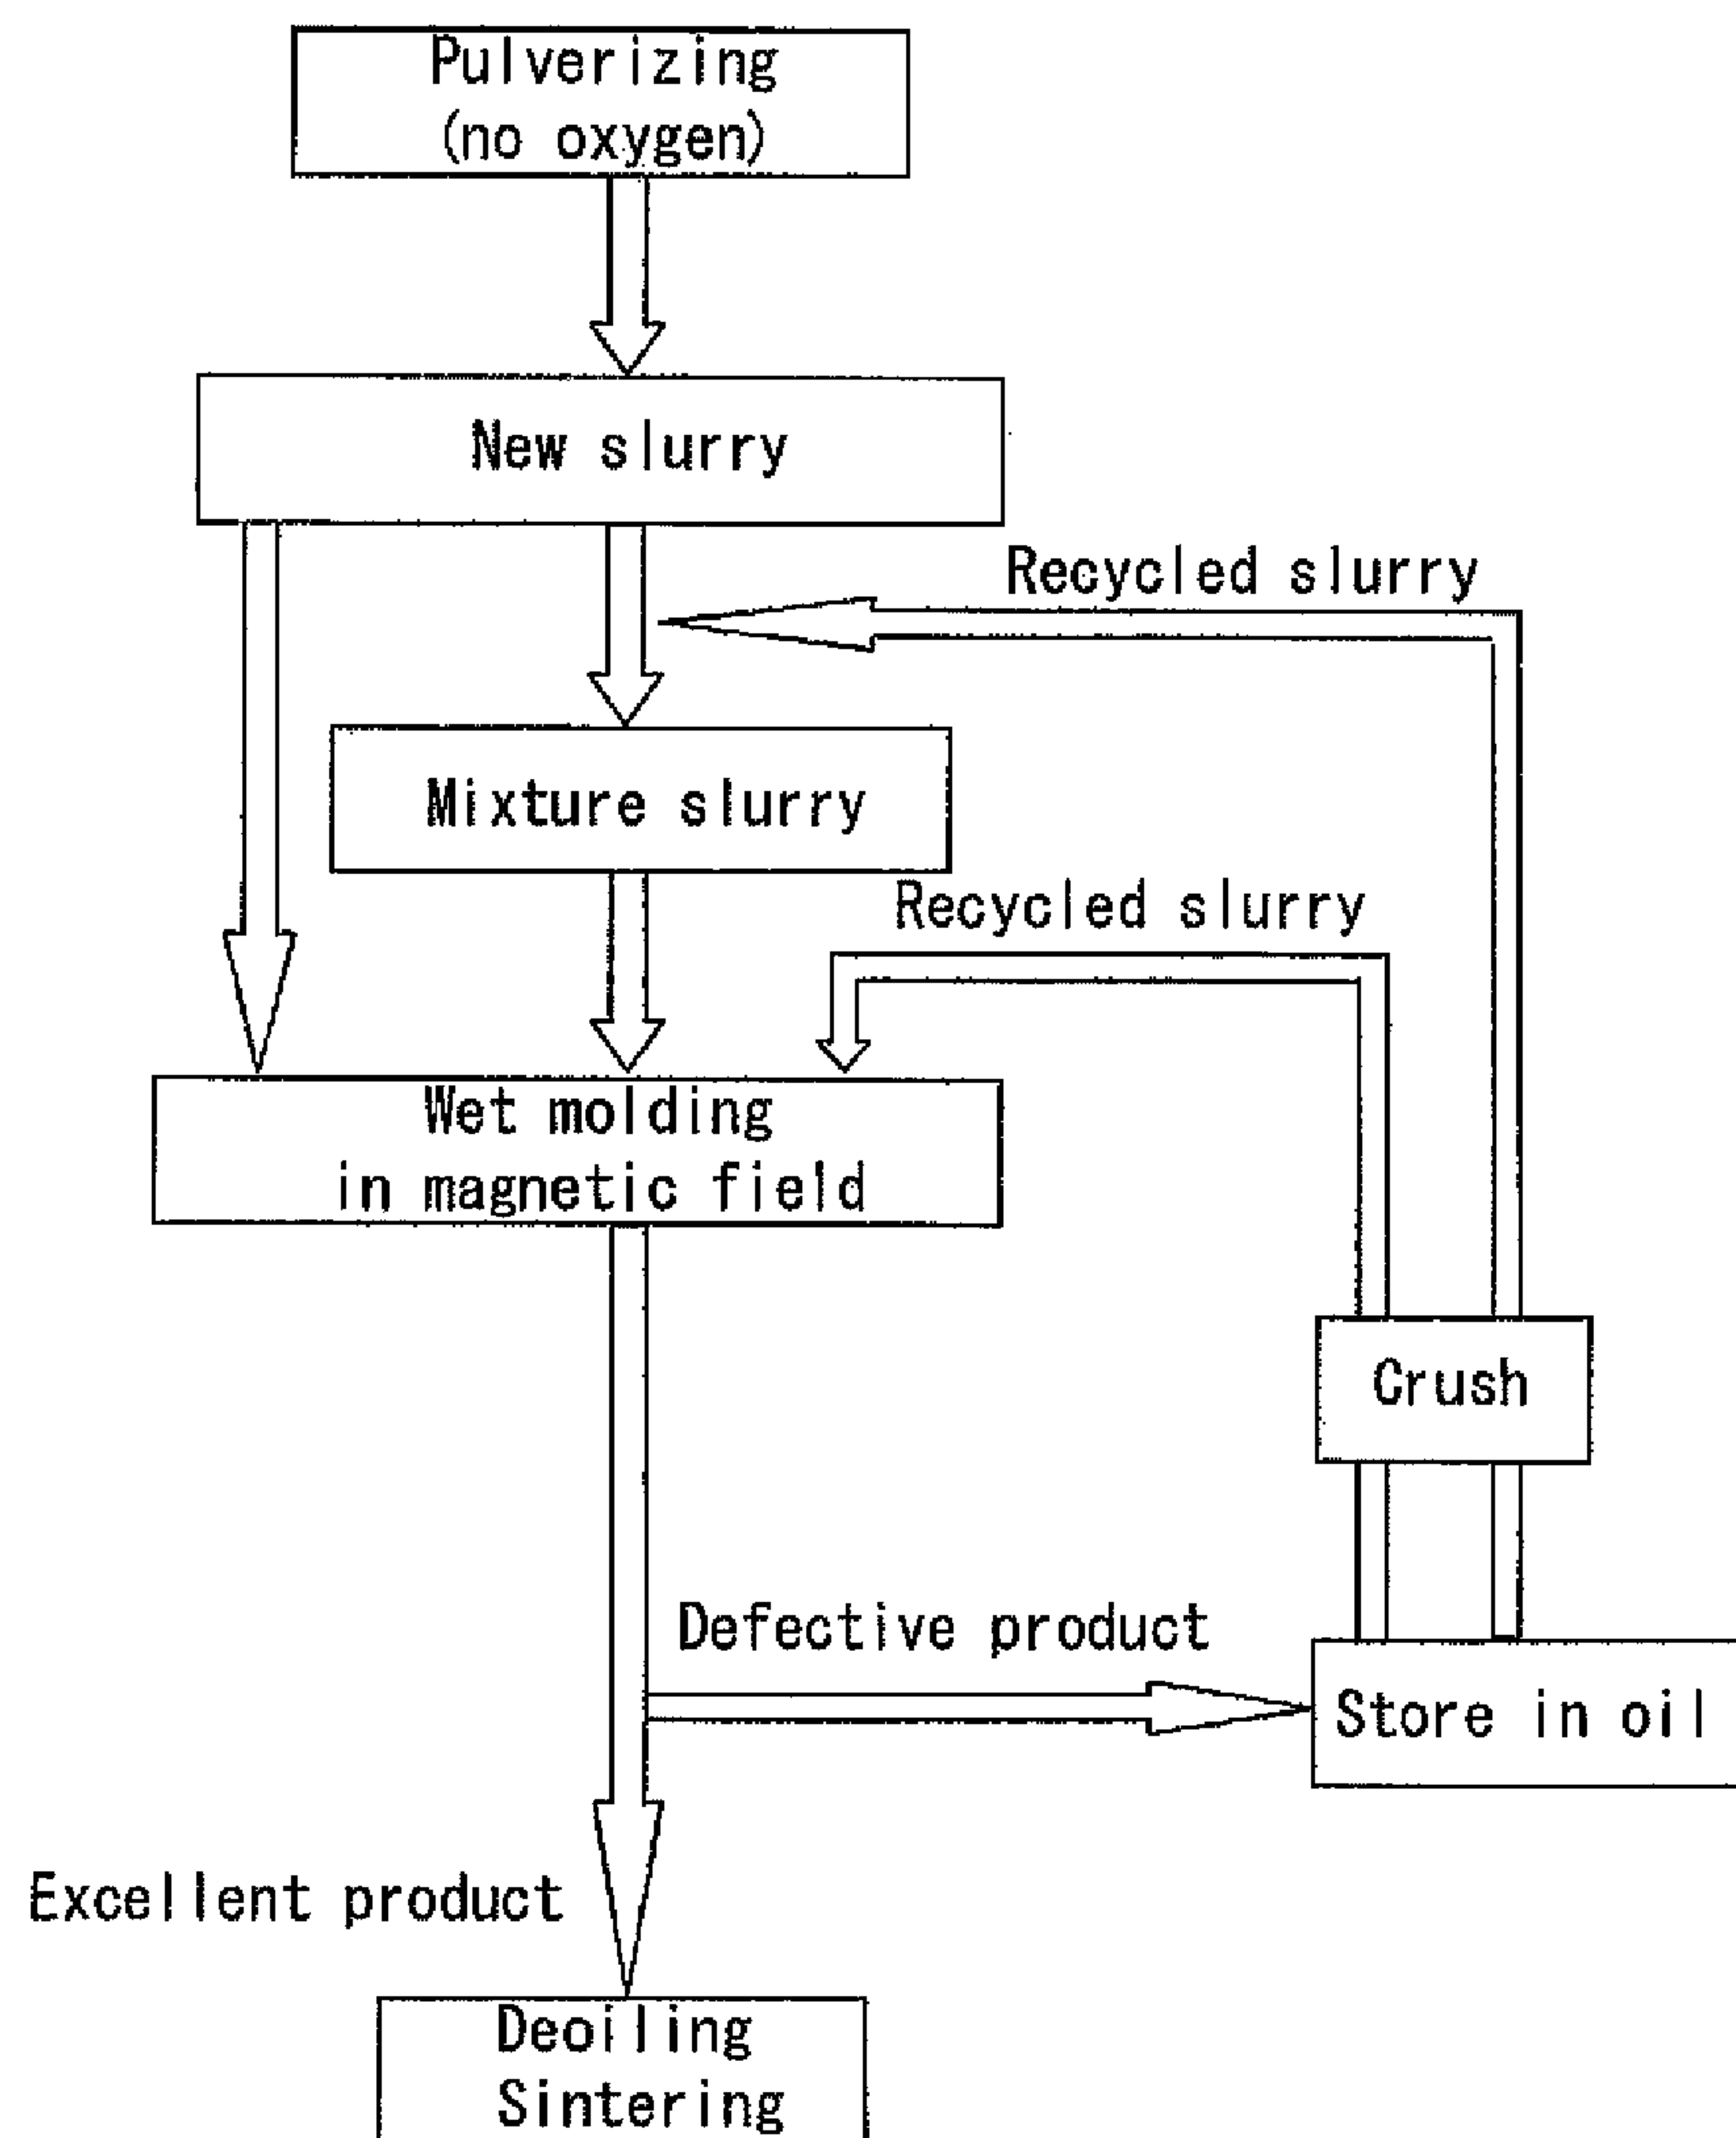 Pulverizing
(no oxygen)
New slurry
Recycled slurry
Mixture slurry
Recycled slurry
Wet molding
in magnetic field
Crush
Defective product
Store in oil
Excellent product
Deoiling
Sintering